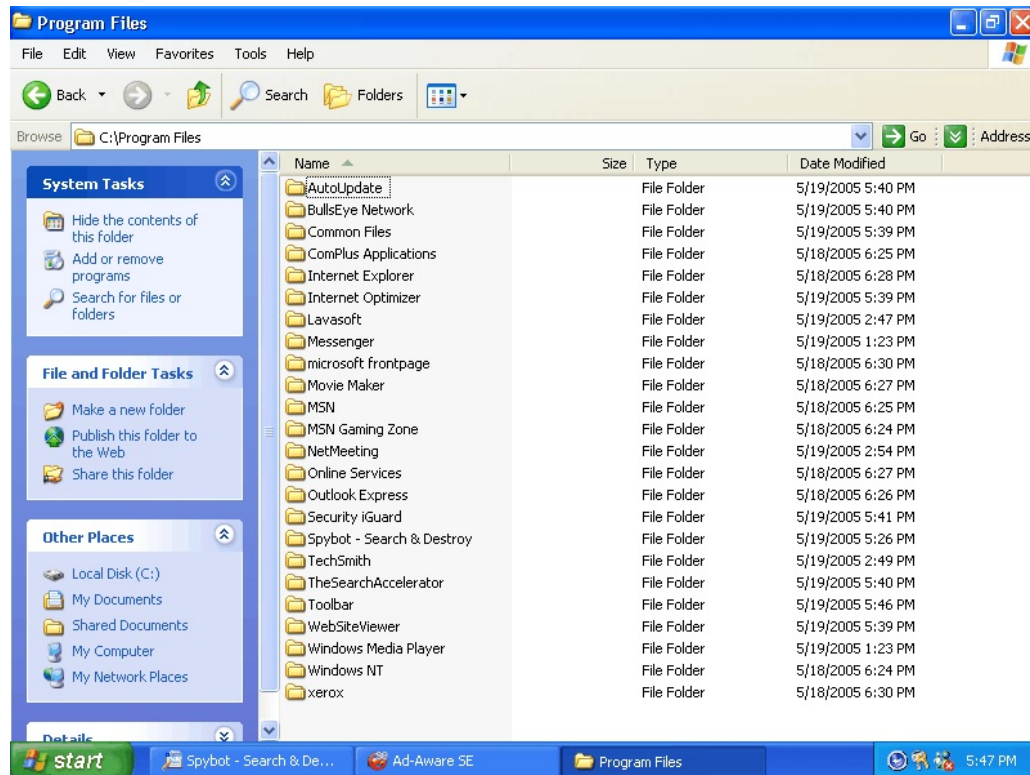 Program Files
File Edit View Favorites Tools Help
Back Search Folders
Browse C:\Program Files Go Address
System Tasks
Hide the contents of
this folder
Add or remove
programs
Search for files or
folders
File and Folder Tasks
Make a new folder
Publish this folder to
the Web
Share this folder
Other Places
Local Disk (C:)
My Documents
Shared Documents
My Computer
My Network Places
Details
Name Size Type Date Modified
AutoUpdate File Folder 5/19/2005 5:40 PM
BullsEye Network File Folder 5/19/2005 5:40 PM
Common Files File Folder 5/19/2005 5:39 PM
ComPlus Applications File Folder 5/18/2005 6:25 PM
Internet Explorer File Folder 5/18/2005 6:28 PM
Internet Optimizer File Folder 5/19/2005 5:39 PM
Lavasoft File Folder 5/19/2005 2:47 PM
Messenger File Folder 5/19/2005 1:23 PM
microsoft frontpage File Folder 5/18/2005 6:30 PM
Movie Maker File Folder 5/18/2005 6:27 PM
MSN File Folder 5/18/2005 6:25 PM
MSN Gaming Zone File Folder 5/18/2005 6:24 PM
NetMeeting File Folder 5/19/2005 2:54 PM
Online Services File Folder 5/18/2005 6:27 PM
Outlook Express File Folder 5/18/2005 6:26 PM
Security iGuard File Folder 5/19/2005 5:41 PM
Spybot - Search & Destroy File Folder 5/19/2005 5:26 PM
TechSmith File Folder 5/19/2005 2:49 PM
TheSearchAccelerator File Folder 5/19/2005 5:40 PM
Toolbar File Folder 5/19/2005 5:46 PM
WebSiteViewer File Folder 5/19/2005 5:39 PM
Windows Media Player File Folder 5/19/2005 1:23 PM
Windows NT File Folder 5/18/2005 6:24 PM
xerox File Folder 5/18/2005 6:30 PM
start Spybot - Search & De... Ad-Aware SE Program Files 5:47 PM